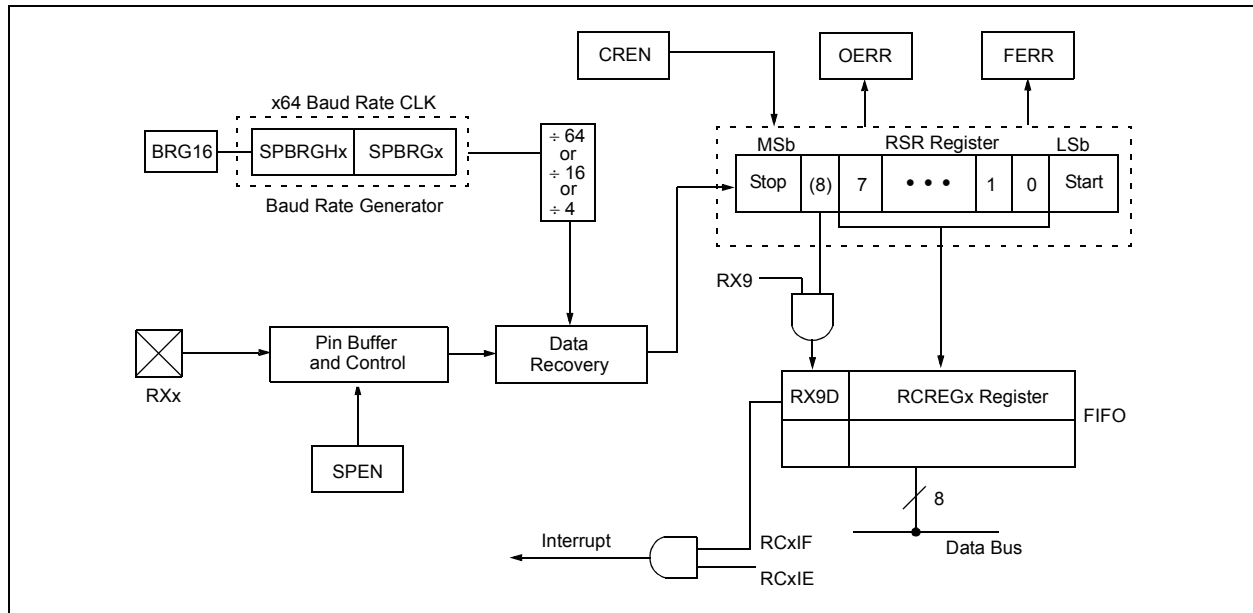 CREN
OERR
FERR
x64 Baud Rate CLK
BRG16
SPBRGHx
SPBRGx
Baud Rate Generator
÷ 64
or
÷ 16
or
÷ 4
MSb
RSR Register
LSb
Stop
(8)
7
• • •
1
0
Start
RX9
RXx
Pin Buffer
and Control
Data
Recovery
SPEN
RX9D
RCREGx Register
FIFO
8
Data Bus
Interrupt
RCxIF
RCxIE